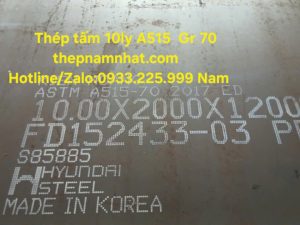 Thép tấm 10ly A515 Gr 70
thepnamnhat.com
Hotline/Zalo:0933.225.999 Nam
ASTM A515-70 2017-ED
10.00X2000X1200
FD152433-03
S85885
HYUNDAI
STEEL
MADE IN KOREA